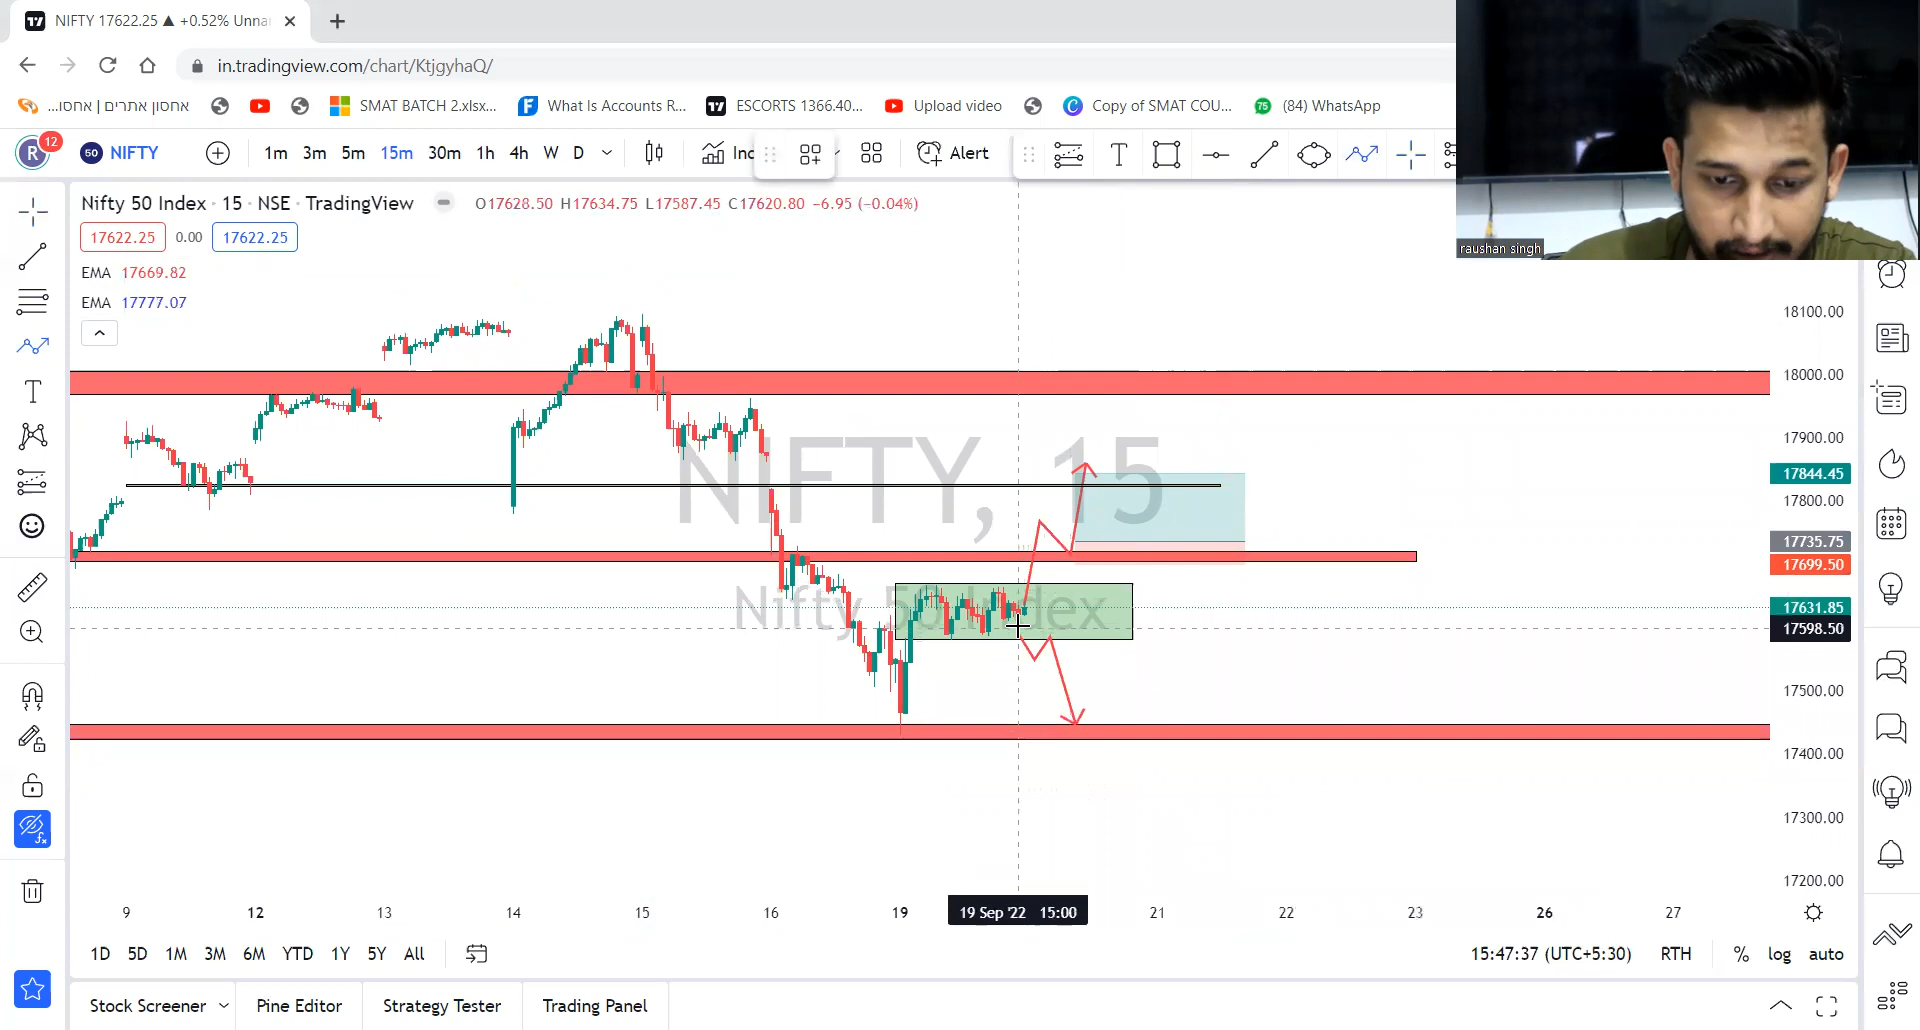 NIFTY 17622.25 ▲ +0.52% Unna
in.tradingview.com/chart/KtjgyhaQ/
אחסון אתרים | אחסו...
SMAT BATCH 2.xlsx...
What Is Accounts R...
ESCORTS 1366.40...
Upload video
Copy of SMAT COU...
75
(84) WhatsApp
R
12
50 NIFTY
1m 3m 5m 15m 30m 1h 4h W D
Inc
Alert
Nifty 50 Index · 15 · NSE · TradingView
O17628.50 H17634.75 L17587.45 C17620.80 −6.95 (−0.04%)
17622.25 0.00 17622.25
EMA 17669.82
EMA 17777.07
raushan singh
NIFTY, 15
Nifty 50 Index
18100.00
18000.00
17900.00
17844.45
17800.00
17735.75
17699.50
17631.85
17598.50
17500.00
17400.00
17300.00
17200.00
9 12 13 14 15 16 19 19 Sep '22 15:00 21 22 23 26 27
1D 5D 1M 3M 6M YTD 1Y 5Y All
15:47:37 (UTC+5:30) RTH % log auto
Stock Screener Pine Editor Strategy Tester Trading Panel